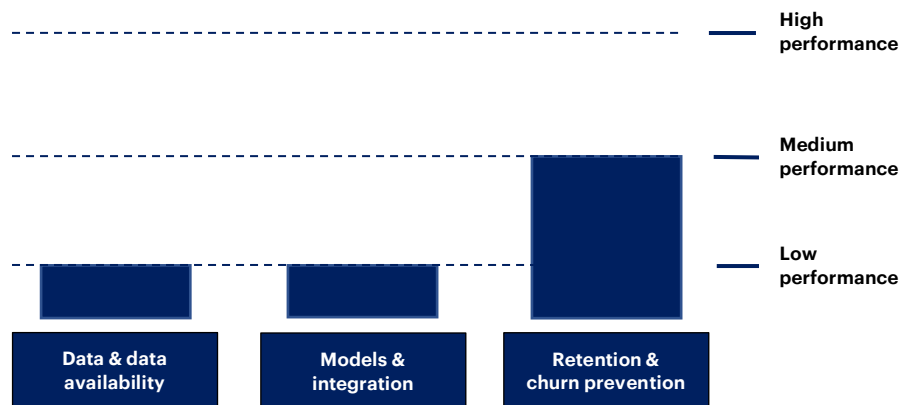 High
performance
Medium
performance
Low
performance
Data & data
availability
Models &
integration
Retention &
churn prevention